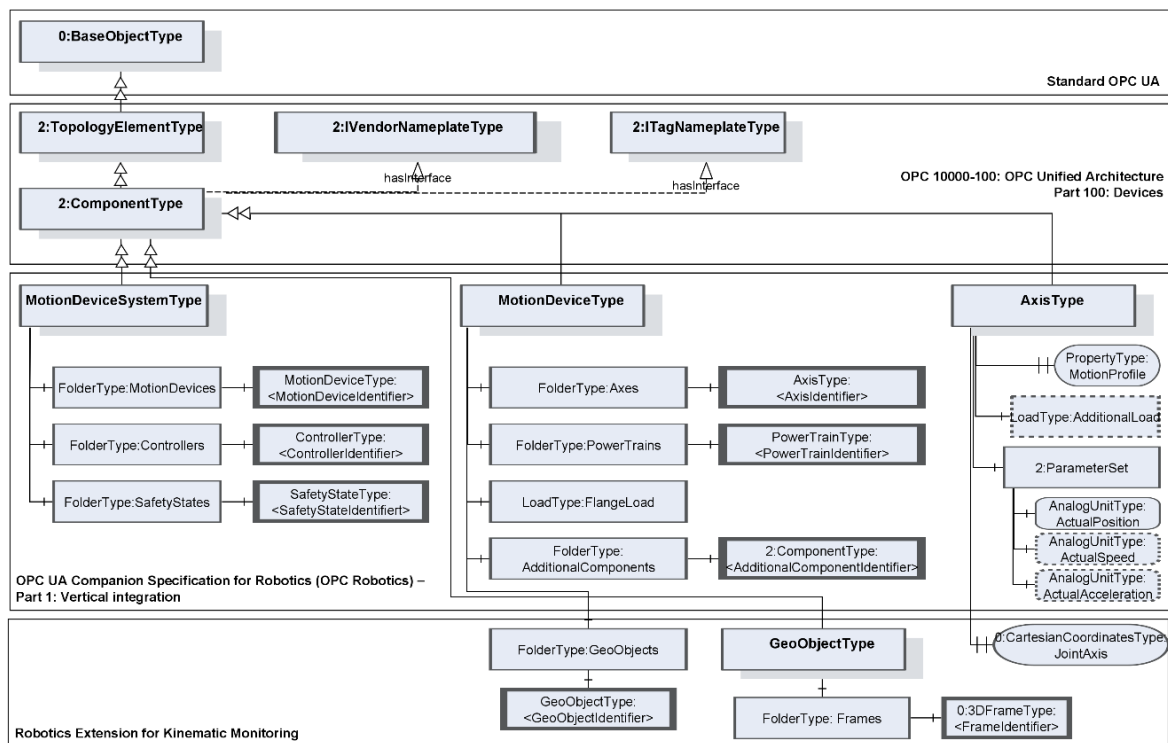 0:BaseObjectType
Standard OPC UA
2:TopologyElementType
2:IVendorNameplateType
2:ITagNameplateType
hasInterface
hasInterface
OPC 10000-100: OPC Unified Architecture
Part 100: Devices
2:ComponentType
MotionDeviceSystemType
MotionDeviceType
AxisType
FolderType:MotionDevices
MotionDeviceType:
<MotionDeviceIdentifier>
FolderType:Controllers
ControllerType:
<ControllerIdentifier>
FolderType:SafetyStates
SafetyStateType:
<SafetyStateIdentifiert>
FolderType:Axes
AxisType:
<AxisIdentifier>
FolderType:PowerTrains
PowerTrainType:
<PowerTrainIdentifier>
LoadType:FlangeLoad
FolderType:
AdditionalComponents
2:ComponentType:
<AdditionalComponentIdentifier>
PropertyType:
MotionProfile
LoadType:AdditionalLoad
2:ParameterSet
AnalogUnitType:
ActualPosition
AnalogUnitType:
ActualSpeed
AnalogUnitType:
ActualAcceleration
OPC UA Companion Specification for Robotics (OPC Robotics) –
Part 1: Vertical integration
FolderType:GeoObjects
GeoObjectType:
<GeoObjectIdentifier>
GeoObjectType
FolderType: Frames
0:3DFrameType:
<FrameIdentifier>
0:CartesianCoordinatesType:
JointAxis
Robotics Extension for Kinematic Monitoring